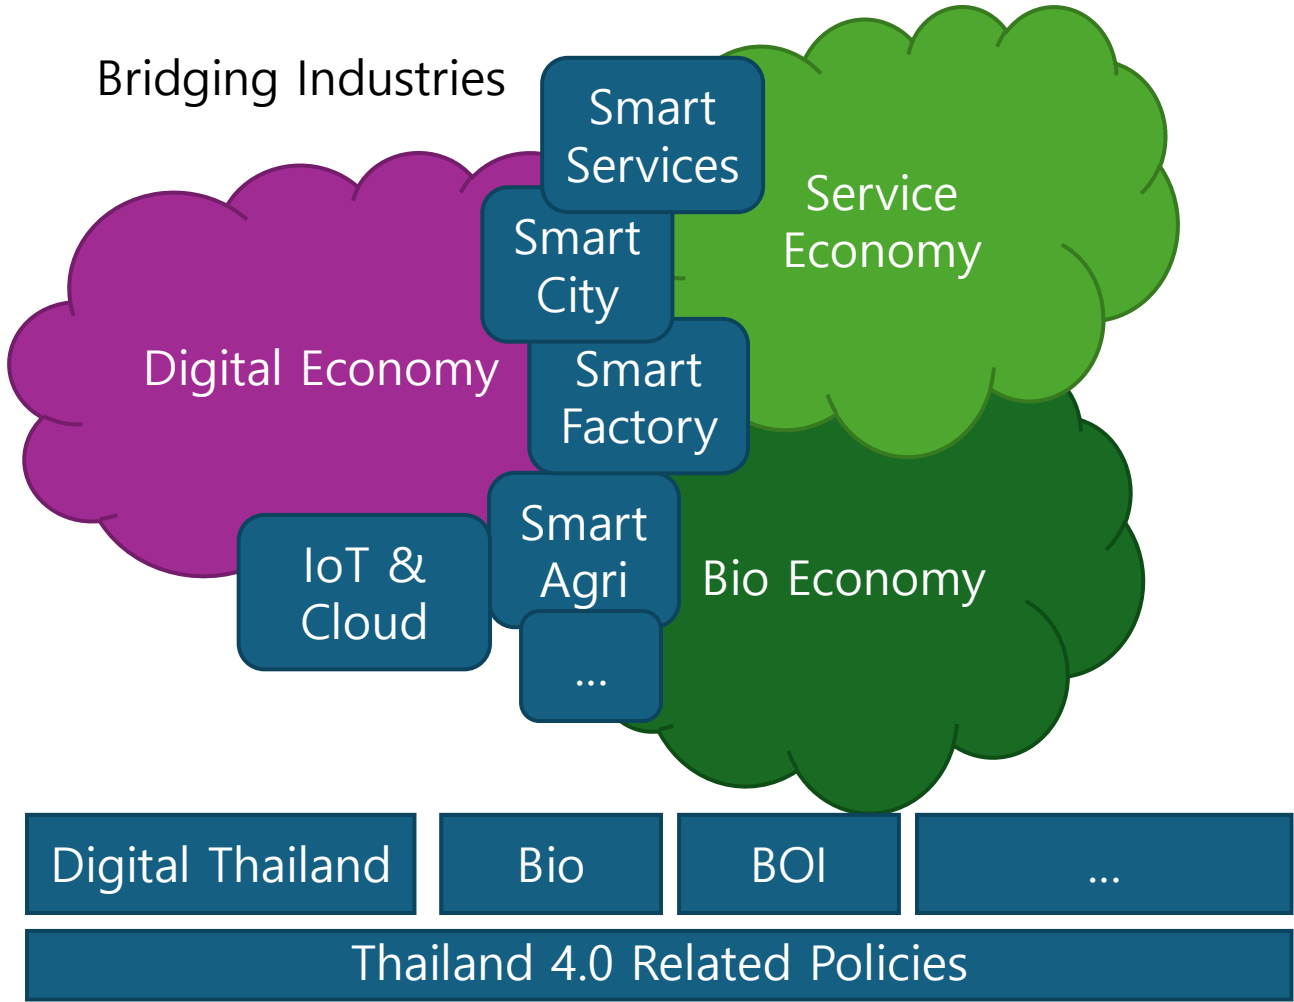 Bridging Industries
Smart
Services
Service
Economy
Smart
City
Digital Economy
Smart
Factory
Smart
Agri
IoT &
Cloud
Bio Economy
...
Digital Thailand
Bio
BOI
...
Thailand 4.0 Related Policies